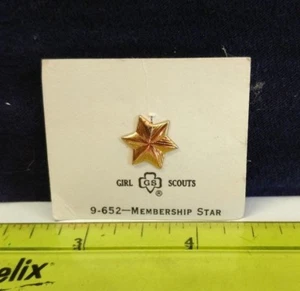 GIRL GS SCOUTS
®
9-652—MEMBERSHIP STAR
3 4
elix